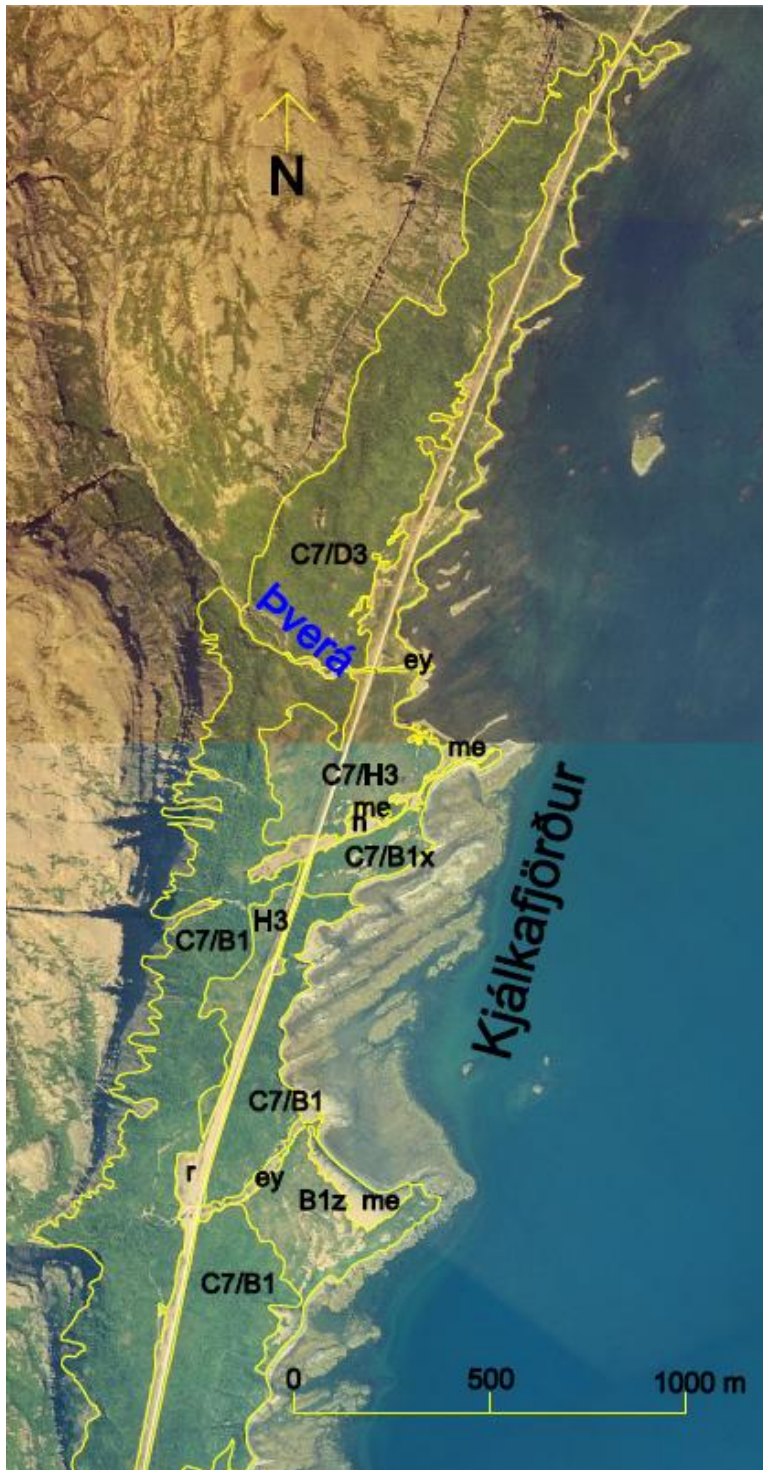 N
C7/D3
Þverá
ey
me
C7/H3
me
n
C7/B1x
Kjálkafjörður
H3
C7/B1
C7/B1
ey
r
B1z me
C7/B1
0 500 1000 m